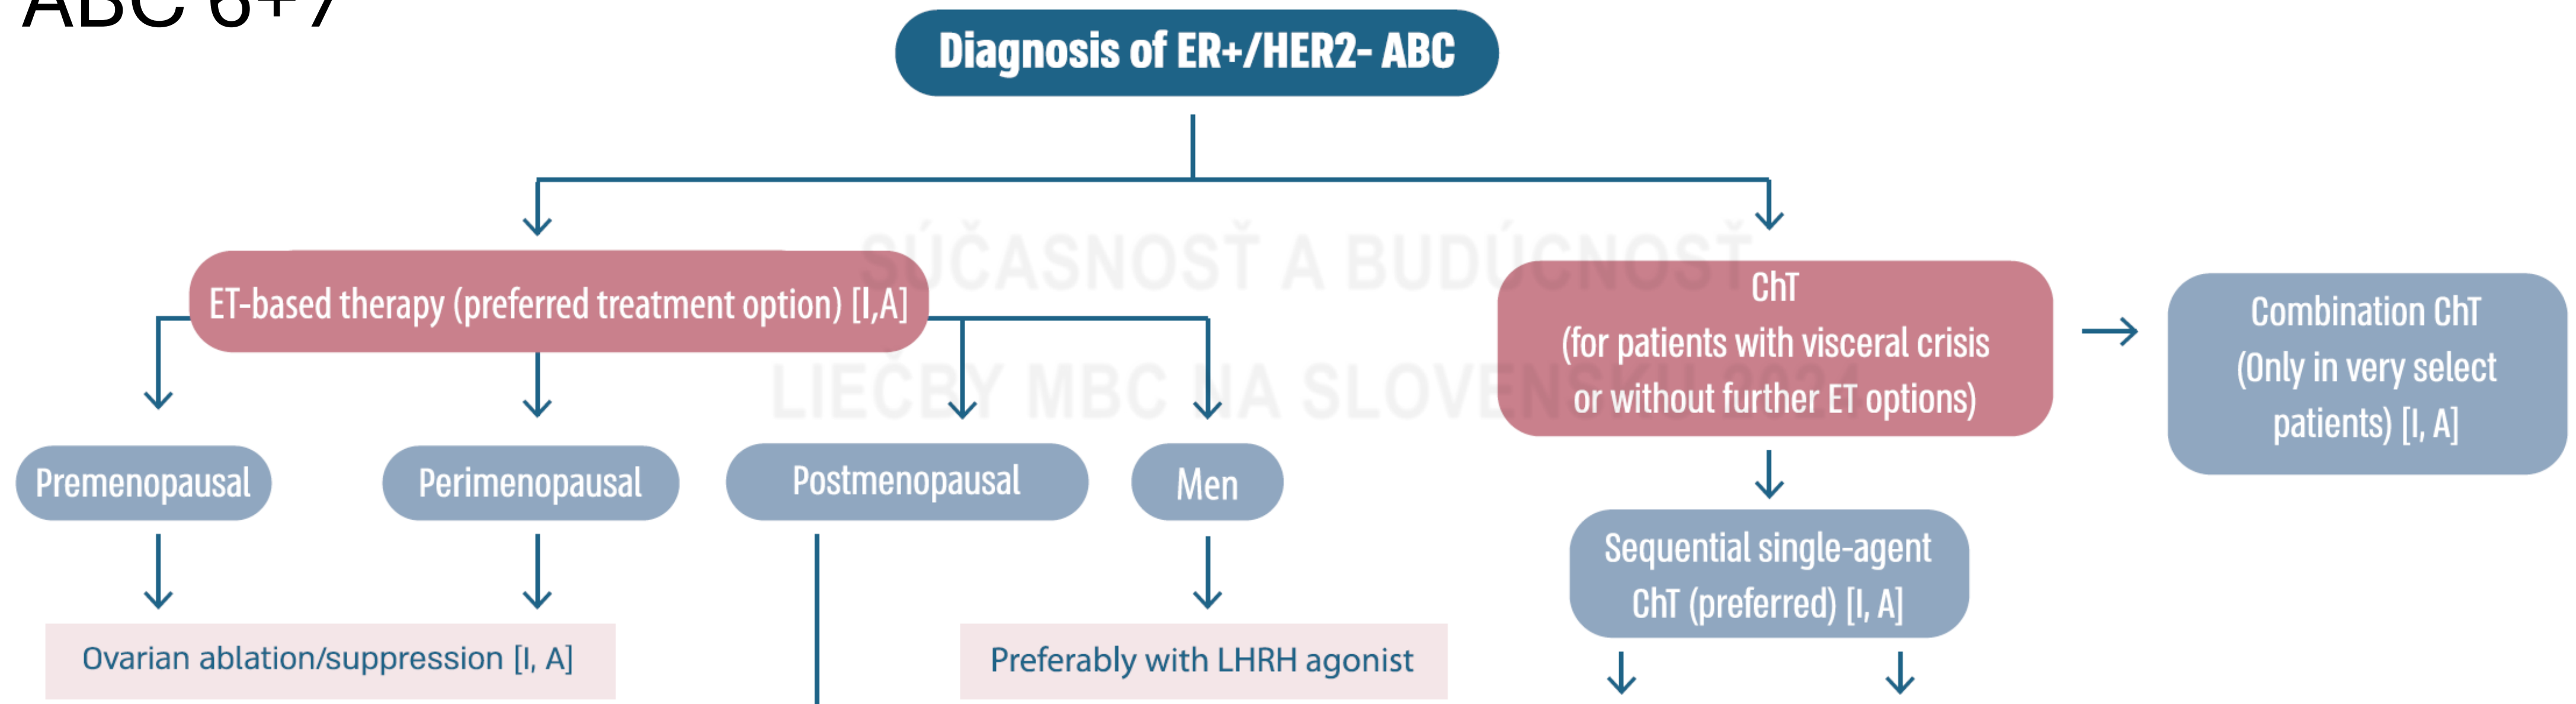 ABC 6+7
Diagnosis of ER+/HER2- ABC
SÚČASNOSŤ A BUDÚCNOSŤ
LIEČBY MBC NA SLOVENSKU 2024
ET-based therapy (preferred treatment option) [I,A]
ChT
(for patients with visceral crisis
or without further ET options)
Combination ChT
(Only in very select
patients) [I, A]
Premenopausal
Perimenopausal
Postmenopausal
Men
Sequential single-agent
ChT (preferred) [I, A]
Ovarian ablation/suppression [I, A]
Preferably with LHRH agonist